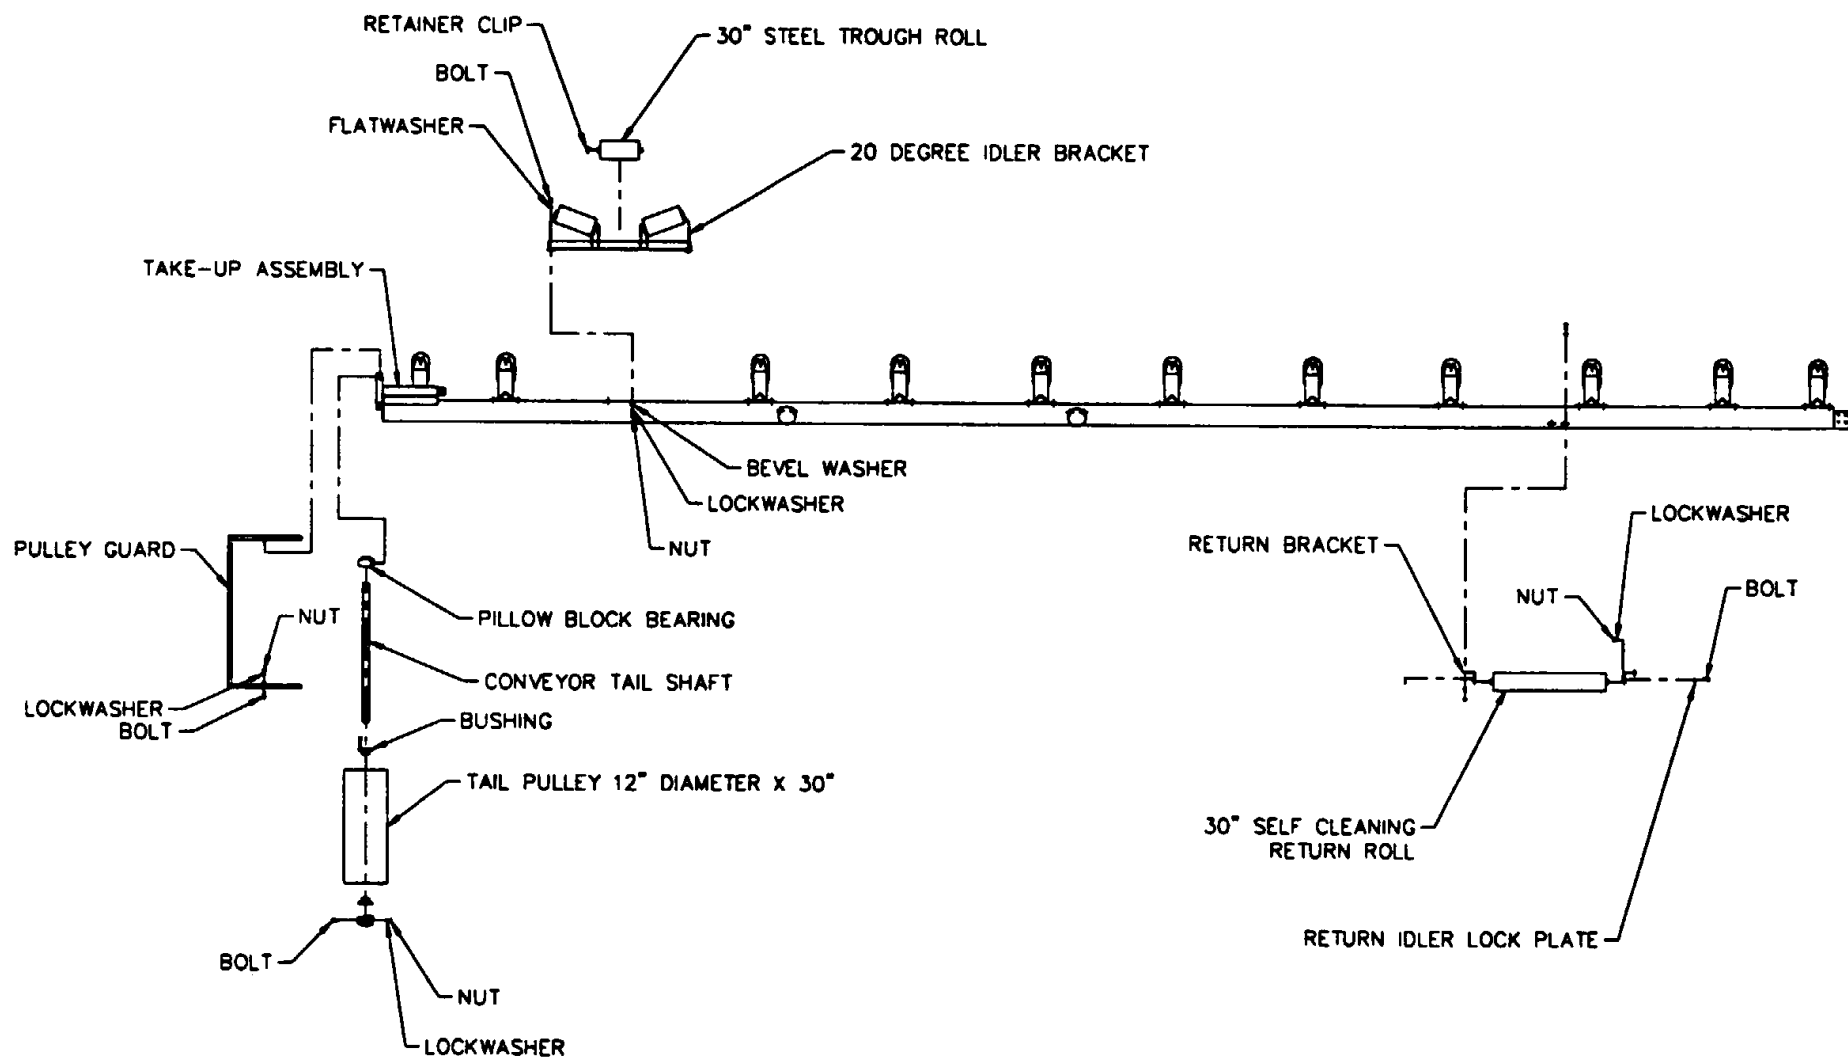 RETAINER CLIP
30" STEEL TROUGH ROLL
BOLT
FLATWASHER
20 DEGREE IDLER BRACKET
TAKE-UP ASSEMBLY
BEVEL WASHER
LOCKWASHER
NUT
PULLEY GUARD
NUT
LOCKWASHER
BOLT
PILLOW BLOCK BEARING
CONVEYOR TAIL SHAFT
BUSHING
TAIL PULLEY 12" DIAMETER X 30"
BOLT
NUT
LOCKWASHER
LOCKWASHER
RETURN BRACKET
NUT
BOLT
30" SELF CLEANING
RETURN ROLL
RETURN IDLER LOCK PLATE